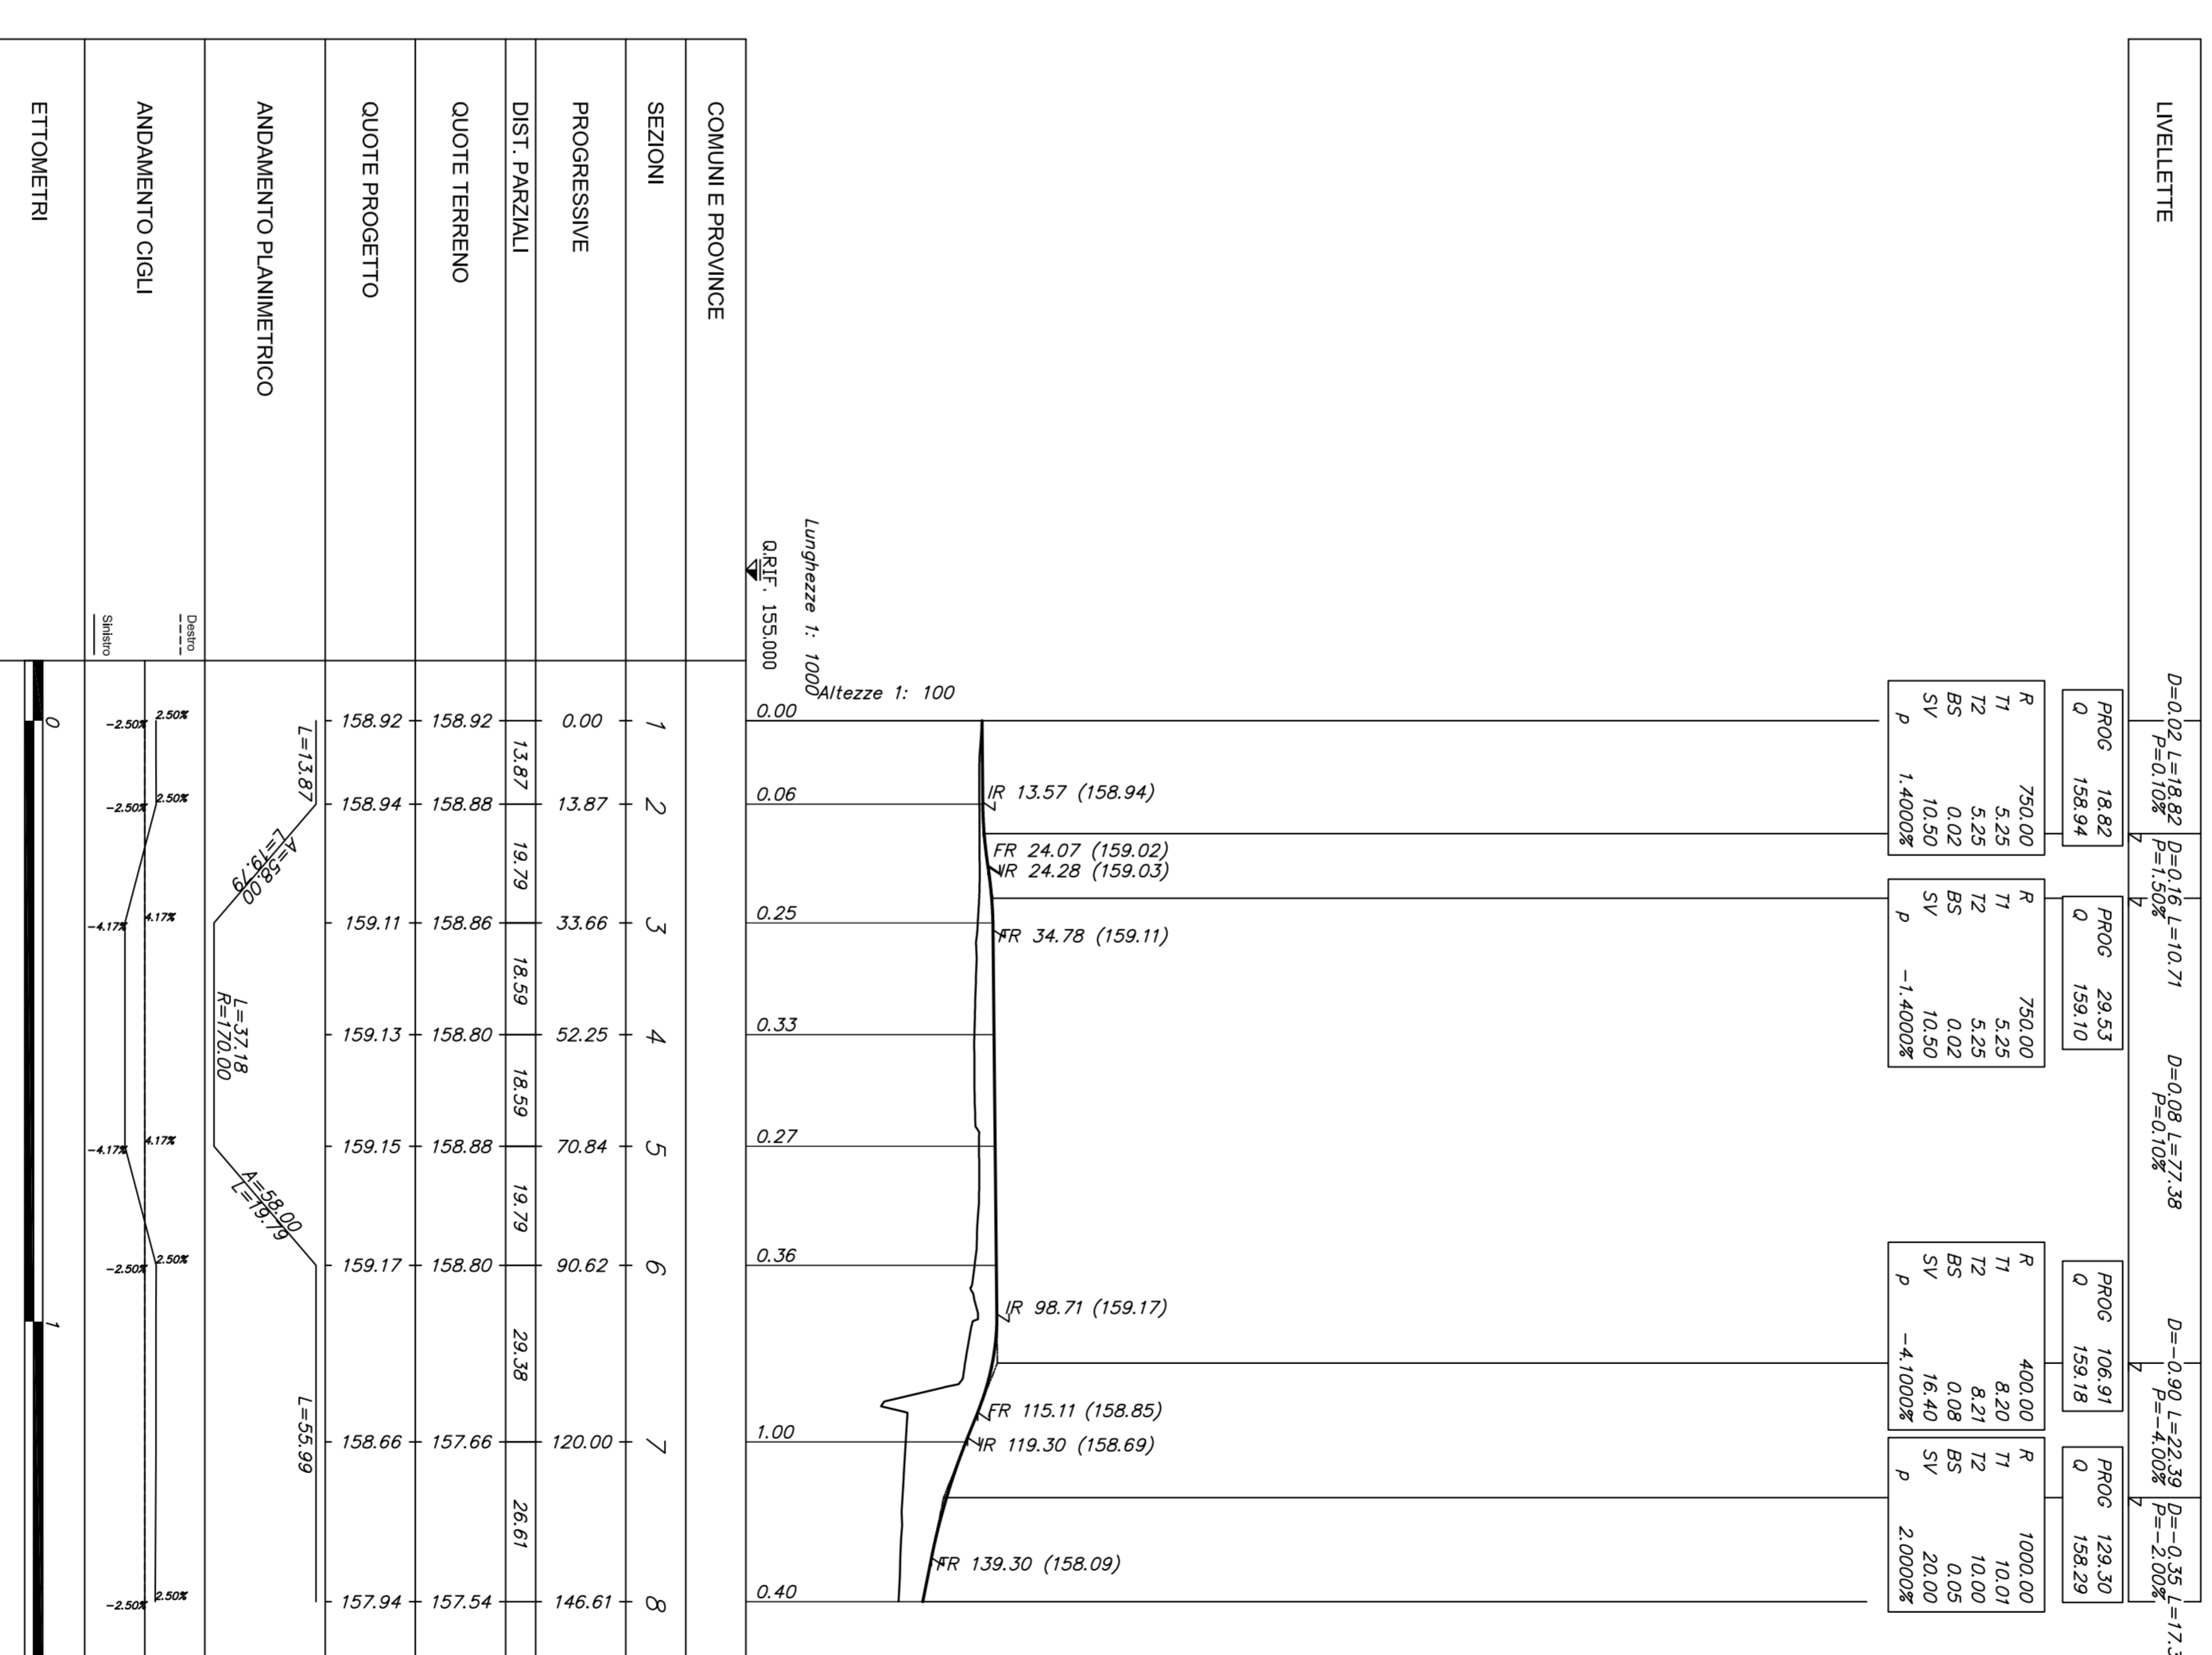 LIVELLETTE
D=0.02 L=18.82
P=0.10%
D=0.16 L=10.71
P=1.50%
D=0.08 L=77.38
P=0.10%
D=-0.90 L=22.39
P=-4.00%
D=-0.35
P=-2.00%
PROG 18.82
Q 158.94
PROG 29.53
Q 159.10
PROG 106.91
Q 159.18
PROG 129.30
Q 158.29
R 750.00
T1 5.25
T2 5.25
BS 0.02
SV 10.50
P 1.4000%
R 750.00
T1 5.25
T2 5.25
BS 0.02
SV 10.50
P -1.4000%
R 400.00
T1 8.20
T2 8.21
BS 0.08
SV 16.40
P -4.1000%
R 1000.00
T1 10.01
T2 10.00
BS 0.05
SV 20.00
P 2.0000%
IR 13.57 (158.94)
FR 24.07 (159.02)
IR 24.28 (159.03)
FR 34.78 (159.11)
IR 98.71 (159.17)
FR 115.11 (158.85)
IR 119.30 (158.69)
FR 139.30 (158.09)
Altezze 1: 100
Lunghezze 1: 1000
Q.RIF. 155.000
0.00 0.06 0.25 0.33 0.27 0.36 1.00 0.40
COMUNI E PROVINCE
SEZIONI 1 2 3 4 5 6 7 8
PROGRESSIVE 0.00 13.87 33.66 52.25 70.84 90.62 120.00 146.61
DIST. PARZIALI 13.87 19.79 18.59 18.59 19.79 29.38 26.61
QUOTE TERRENO 158.92 158.88 158.86 158.80 158.88 158.80 157.66 157.54
QUOTE PROGETTO 158.92 158.94 159.11 159.13 159.15 159.17 158.66 157.94
ANDAMENTO PLANIMETRICO
L=13.87
A=58.00
L=19.79
L=37.18
R=170.00
A=58.00
L=19.79
L=55.99
ANDAMENTO CIGLI
Destro
Sinistro
2.50% 2.50% 4.17% 4.17% 2.50% 2.50%
-2.50% -2.50% -4.17% -4.17% -2.50% -2.50%
ETTOMETRI 0 1